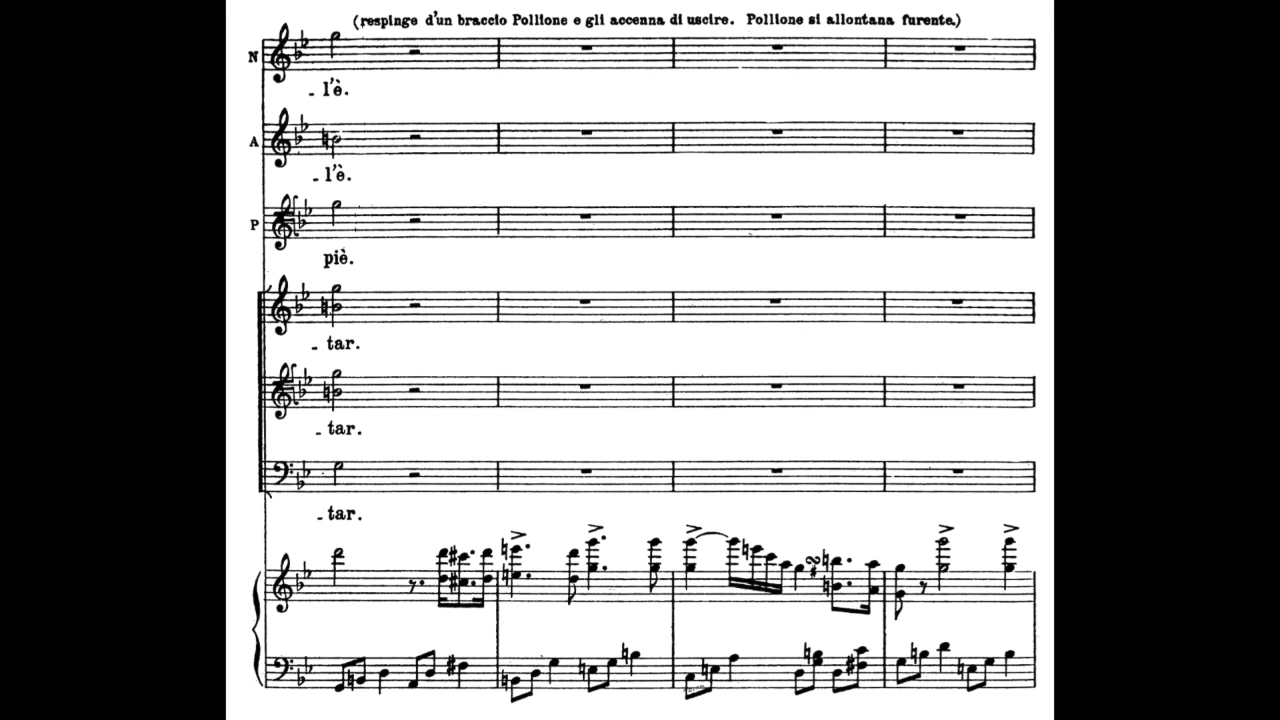 (respinge d'un braccio Pollione e gli accenna di uscire. Pollione si allontana furente.)
N
- l'è.
A
- l'è.
P
piè.
- tar.
- tar.
- tar.